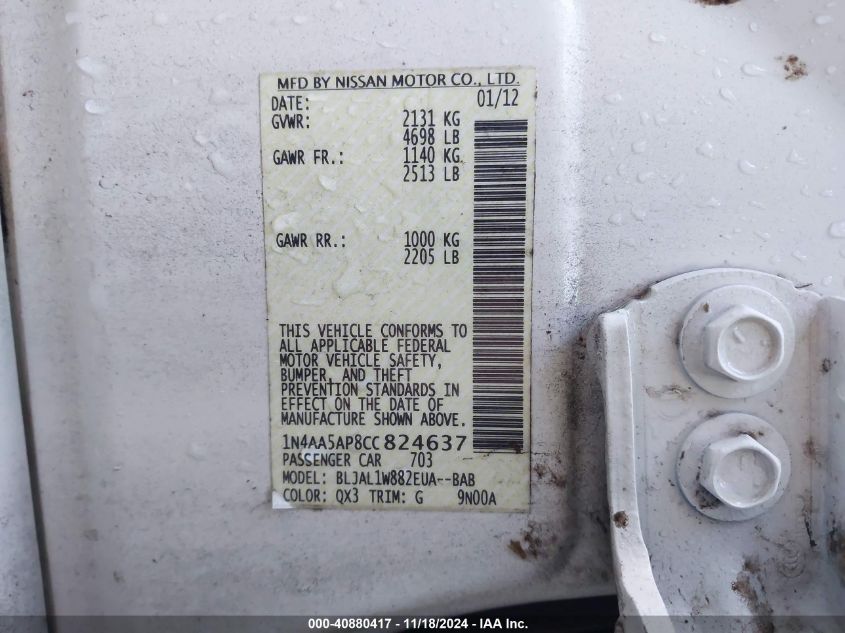 MFD BY NISSAN MOTOR CO., LTD.
DATE: 01/12
GVWR: 2131 KG
4698 LB
GAWR FR.: 1140 KG
2513 LB
GAWR RR.: 1000 KG
2205 LB
THIS VEHICLE CONFORMS TO
ALL APPLICABLE FEDERAL
MOTOR VEHICLE SAFETY,
BUMPER, AND THEFT
PREVENTION STANDARDS IN
EFFECT ON THE DATE OF
MANUFACTURE SHOWN ABOVE.
1N4AA5AP8CC824637
PASSENGER CAR 703
MODEL: BLJAL1W882EUA--BAB
COLOR: QX3 TRIM: G 9N00A
000-40880417 - 11/18/2024 - IAA Inc.